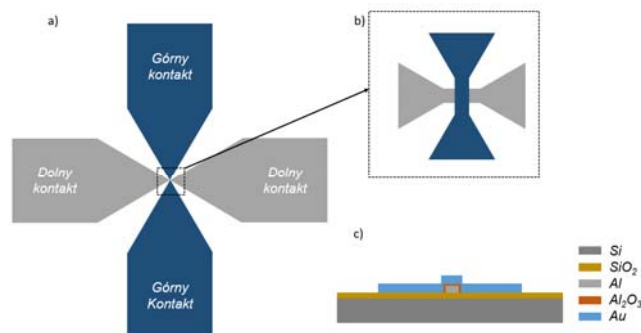 a)
Górny
kontakt
Dolny
kontakt
Dolny
kontakt
Górny
Kontakt
b)
c)
Si
SiO2
Al
Al2O3
Au